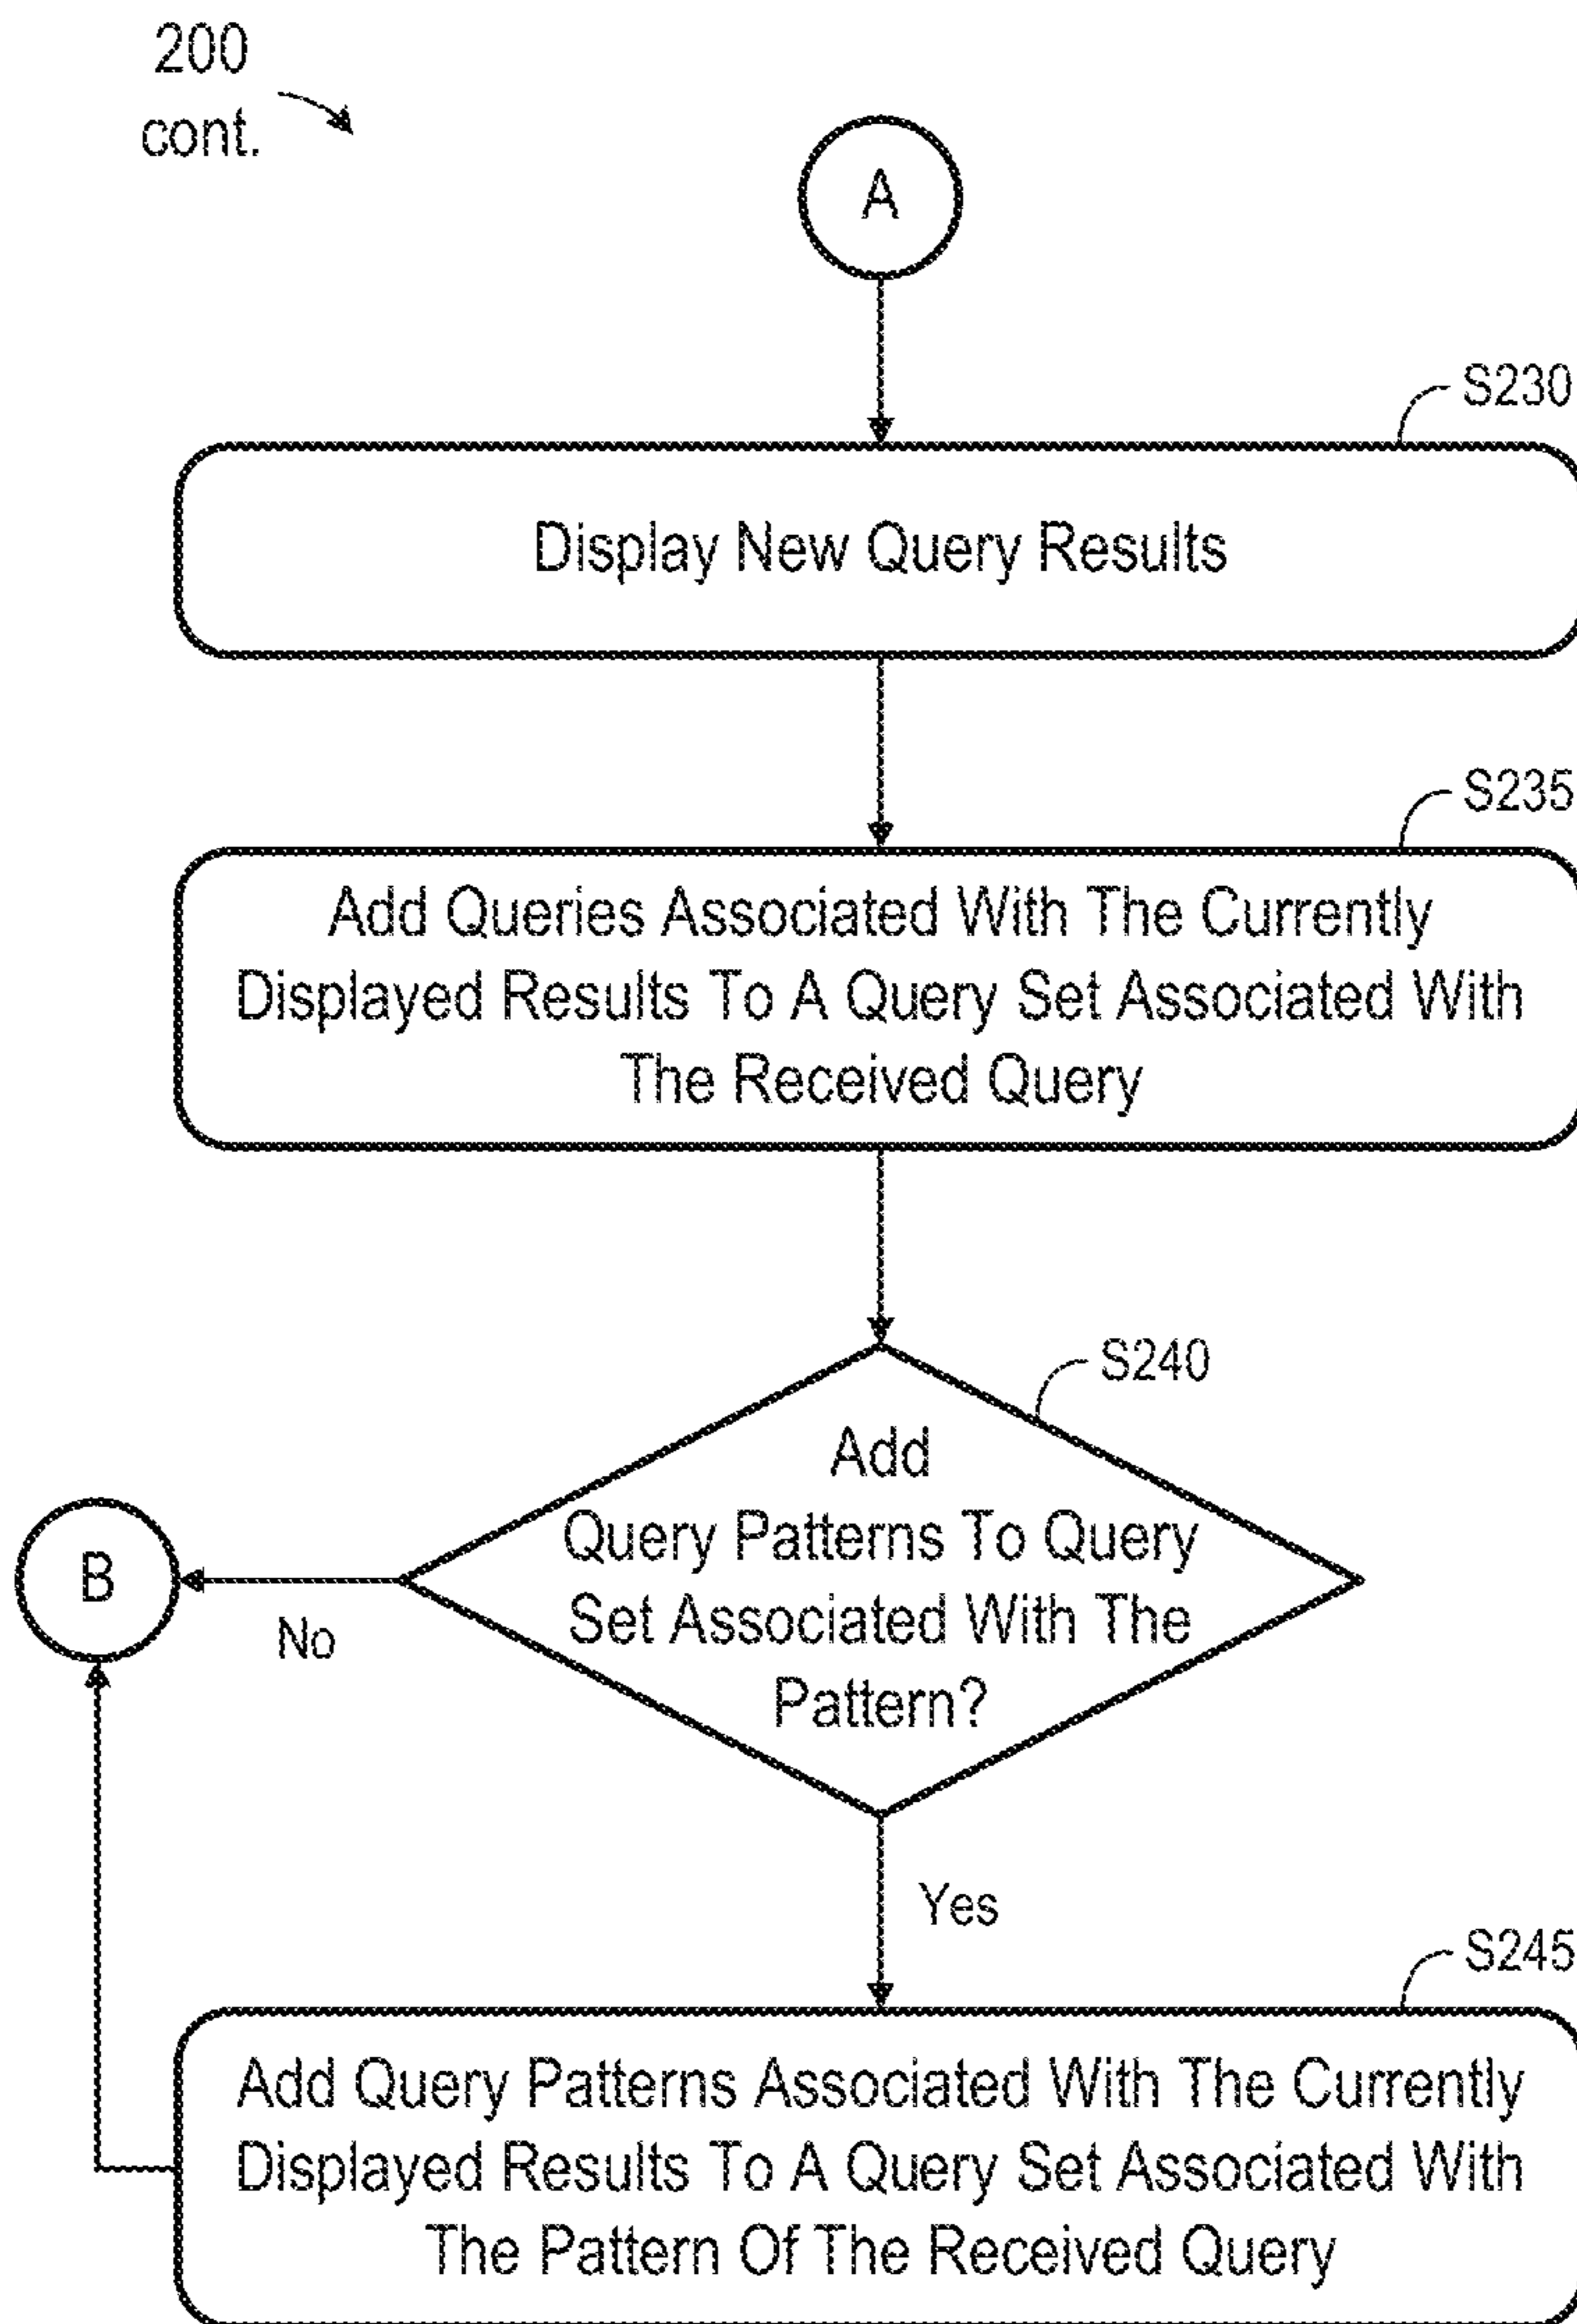 200
cont.
A
S230
Display New Query Results
S235
Add Queries Associated With The Currently
Displayed Results To A Query Set Associated With
The Received Query
S240
Add
Query Patterns To Query
Set Associated With The
Pattern?
B
No
Yes
S245
Add Query Patterns Associated With The Currently
Displayed Results To A Query Set Associated With
The Pattern Of The Received Query